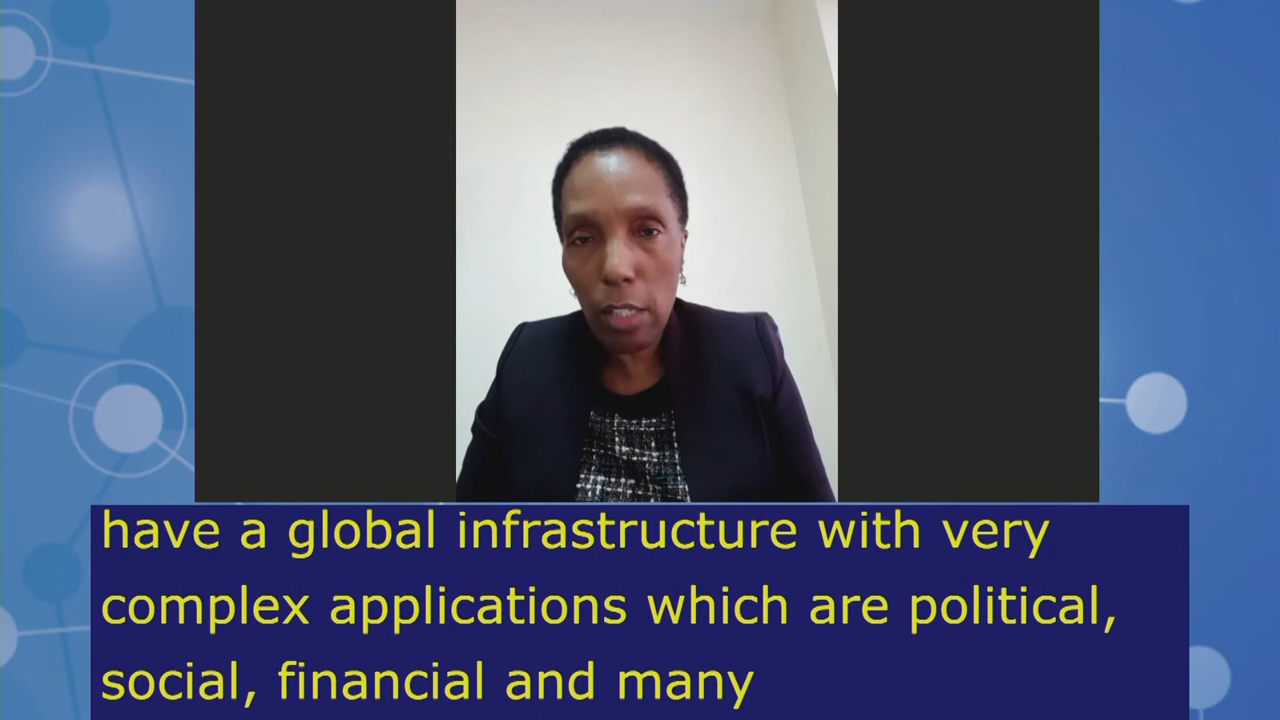 have a global infrastructure with very
complex applications which are political,
social, financial and many